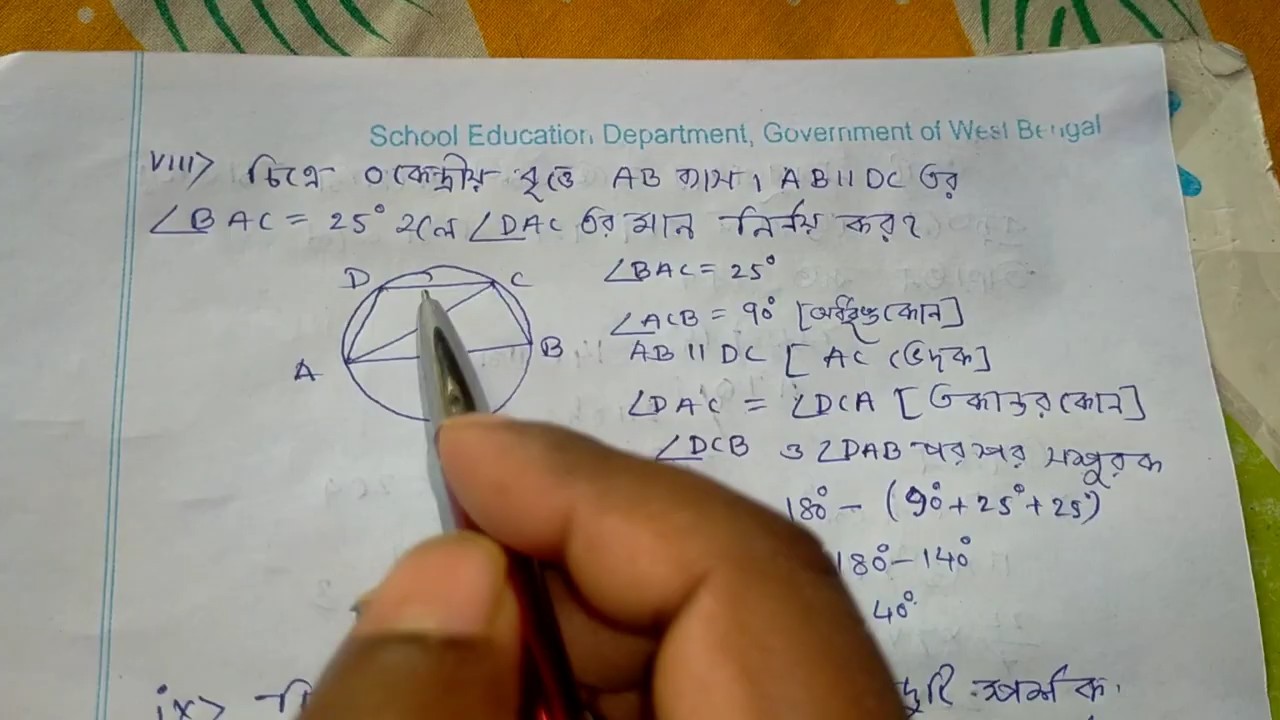 School Education Department, Government of West Bengal
VIII> চিত্রে O কেন্দ্রীয় বৃত্তে AB ব্যাস। AB || DC এর
∠BAC = 25° হলে ∠DAC এর মান নির্ণয় কর?
D C
A B
∠BAC = 25°
∠ACB = 90° [অর্ধবৃত্তস্থ কোন]
AB || DC [AC ভেদক]
∠DAC = ∠DCA [একান্তর কোন]
∠DCB ও ∠DAB পরস্পর সম্পূরক
180° - (90° + 25° + 25°)
180° - 140°
40°
ix>